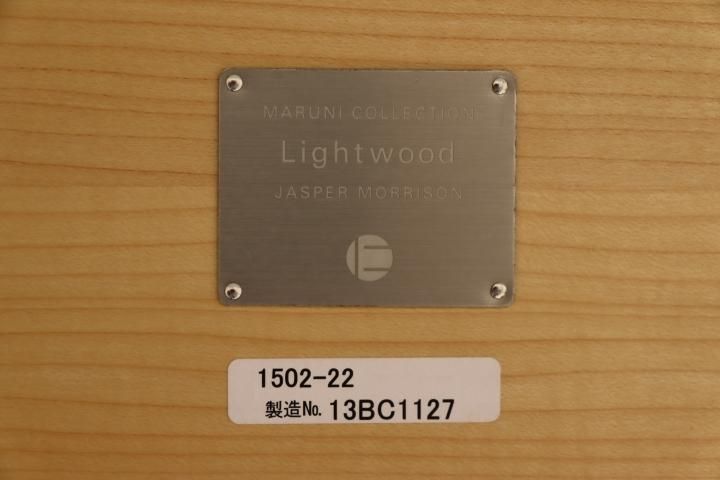 MARUNI COLLECTION
Lightwood
JASPER MORRISON
1502-22
製造№. 13BC1127